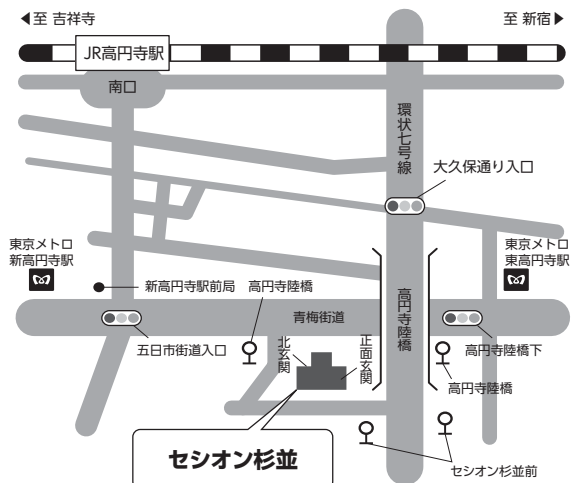 至 吉祥寺
至 新宿
JR高円寺駅
南口
環状七号線
大久保通り入口
東京メトロ
新高円寺駅
東京メトロ
東高円寺駅
新高円寺駅前局
高円寺陸橋
高円寺陸橋
青梅街道
五日市街道入口
北玄関
正面玄関
高円寺陸橋下
高円寺陸橋
セシオン杉並
セシオン杉並前